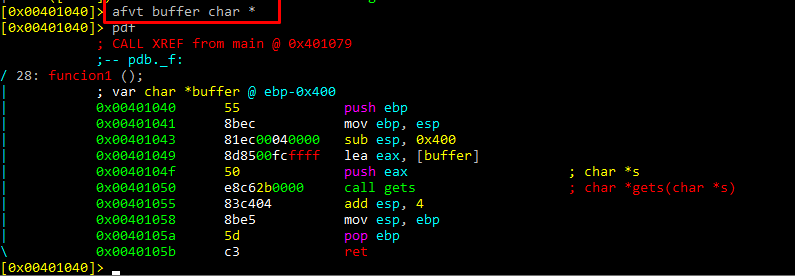 [0x00401040]> afvt buffer char *
[0x00401040]> pdf
; CALL XREF from main @ 0x401079
;-- pdb._f:
/ 28: funcion1 ();
| ; var char *buffer @ ebp-0x400
| 0x00401040 55 push ebp
| 0x00401041 8bec mov ebp, esp
| 0x00401043 81ec00040000 sub esp, 0x400
| 0x00401049 8d8500fcffff lea eax, [buffer]
| 0x0040104f 50 push eax ; char *s
| 0x00401050 e8c62b0000 call gets ; char *gets(char *s)
| 0x00401055 83c404 add esp, 4
| 0x00401058 8be5 mov esp, ebp
| 0x0040105a 5d pop ebp
\ 0x0040105b c3 ret
[0x00401040]>